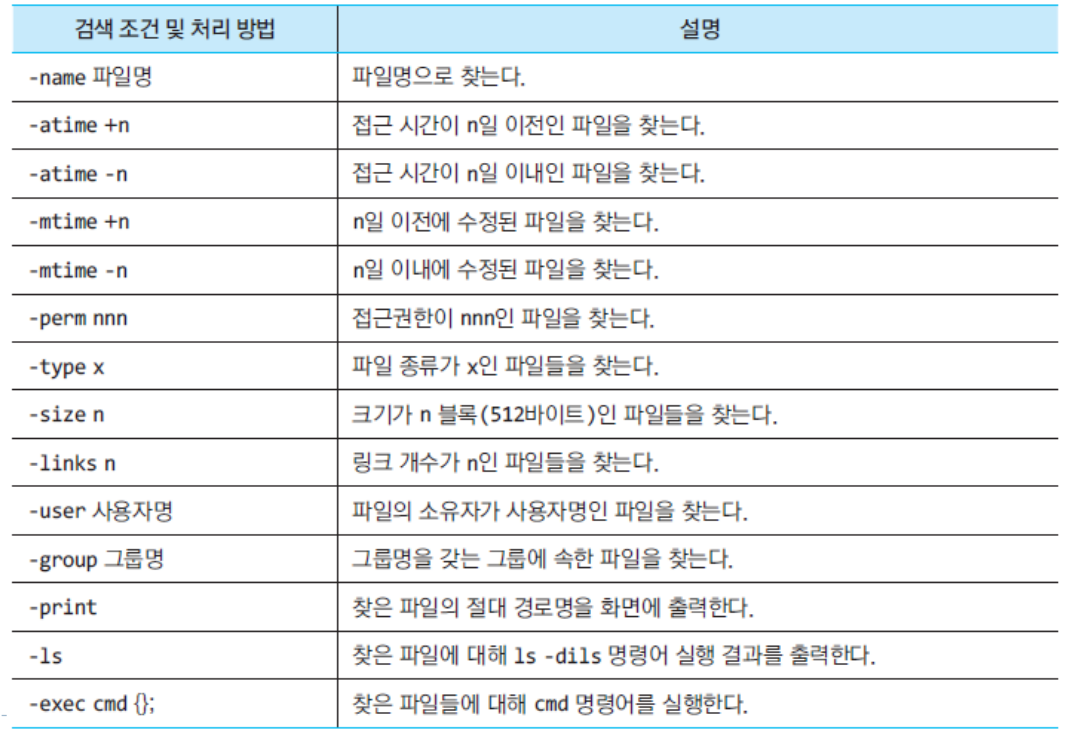 검색 조건 및 처리 방법 설명
-name 파일명 파일명으로 찾는다.
-atime +n 접근 시간이 n일 이전인 파일을 찾는다.
-atime -n 접근 시간이 n일 이내인 파일을 찾는다.
-mtime +n n일 이전에 수정된 파일을 찾는다.
-mtime -n n일 이내에 수정된 파일을 찾는다.
-perm nnn 접근권한이 nnn인 파일을 찾는다.
-type x 파일 종류가 x인 파일들을 찾는다.
-size n 크기가 n 블록(512바이트)인 파일들을 찾는다.
-links n 링크 개수가 n인 파일들을 찾는다.
-user 사용자명 파일의 소유자가 사용자명인 파일을 찾는다.
-group 그룹명 그룹명을 갖는 그룹에 속한 파일을 찾는다.
-print 찾은 파일의 절대 경로명을 화면에 출력한다.
-ls 찾은 파일에 대해 ls -dils 명령어 실행 결과를 출력한다.
-exec cmd {}; 찾은 파일들에 대해 cmd 명령어를 실행한다.